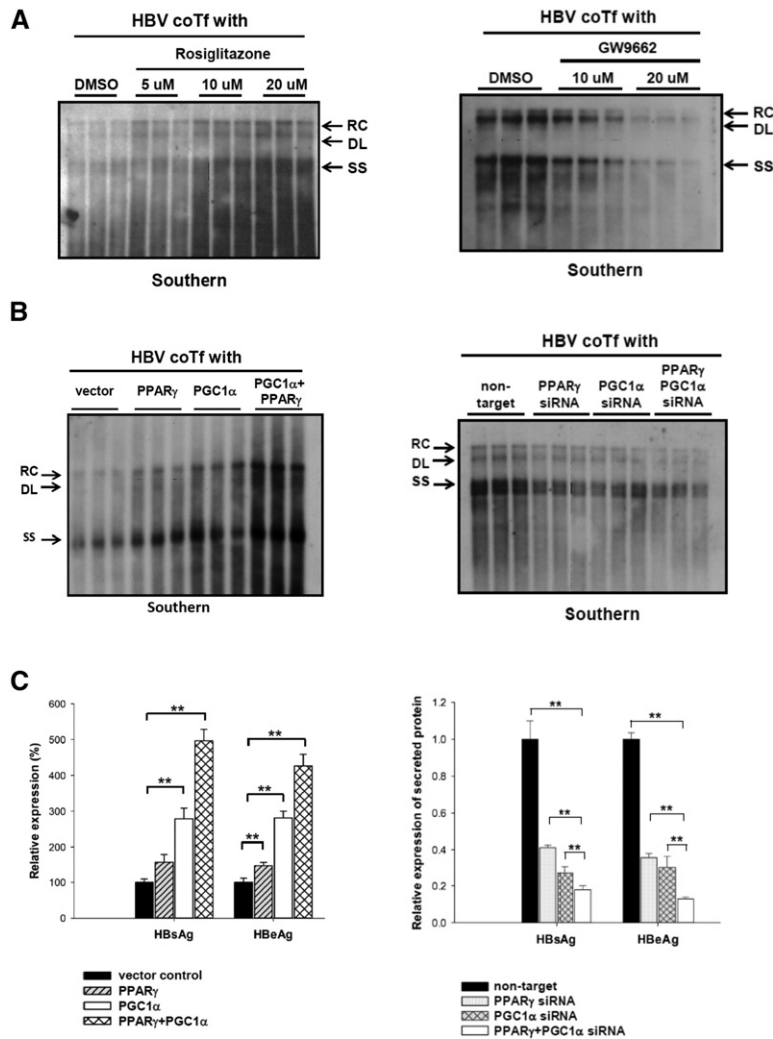 A
HBV coTf with
Rosiglitazone
DMSO 5 uM 10 uM 20 uM
RC
DL
SS
Southern
HBV coTf with
GW9662
DMSO 10 uM 20 uM
RC
DL
SS
Southern
B
HBV coTf with
vector PPARγ PGC1α PGC1α+
PPARγ
RC
DL
SS
Southern
HBV coTf with
non-
target
PPARγ
siRNA
PGC1α
siRNA
PPARγ
PGC1α
siRNA
RC
DL
SS
Southern
C
Relative expression (%)
600
500
400
300
200
100
0
** ** ** ** **
HBsAg HBeAg
vector control
PPARγ
PGC1α
PPARγ+PGC1α
Relative expression of secreted protein
1.2
1.0
0.8
0.6
0.4
0.2
0.0
** ** ** ** ** **
HBsAg HBeAg
non-target
PPARγ siRNA
PGC1α siRNA
PPARγ+PGC1α siRNA